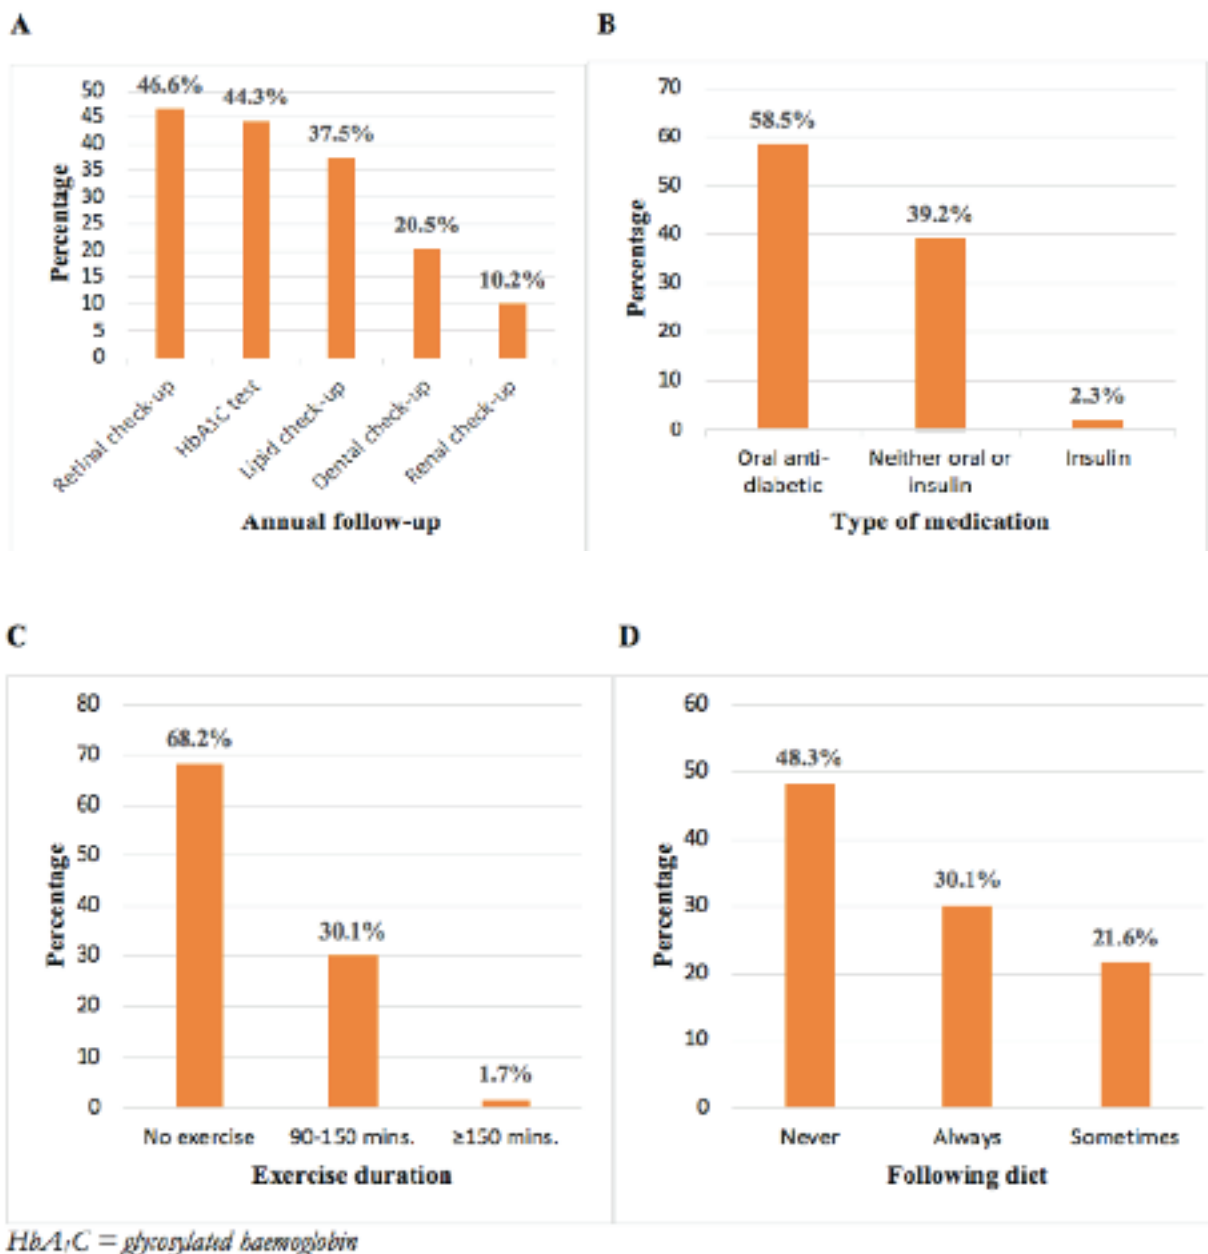 A
Percentage
50
45
40
35
30
25
20
15
10
5
0
46.6%
44.3%
37.5%
20.5%
10.2%
Retinal check-up
HbA1C test
Lipid check-up
Dental check-up
Renal check-up
Annual follow-up
B
Percentage
70
60
50
40
30
20
10
0
58.5%
39.2%
2.3%
Oral anti-
diabetic
Neither oral or
insulin
Insulin
Type of medication
C
Percentage
80
70
60
50
40
30
20
10
0
68.2%
30.1%
1.7%
No exercise
90-150 mins.
≥150 mins.
Exercise duration
D
Percentage
60
50
40
30
20
10
0
48.3%
30.1%
21.6%
Never
Always
Sometimes
Following diet
HbA₁C = glycosylated haemoglobin